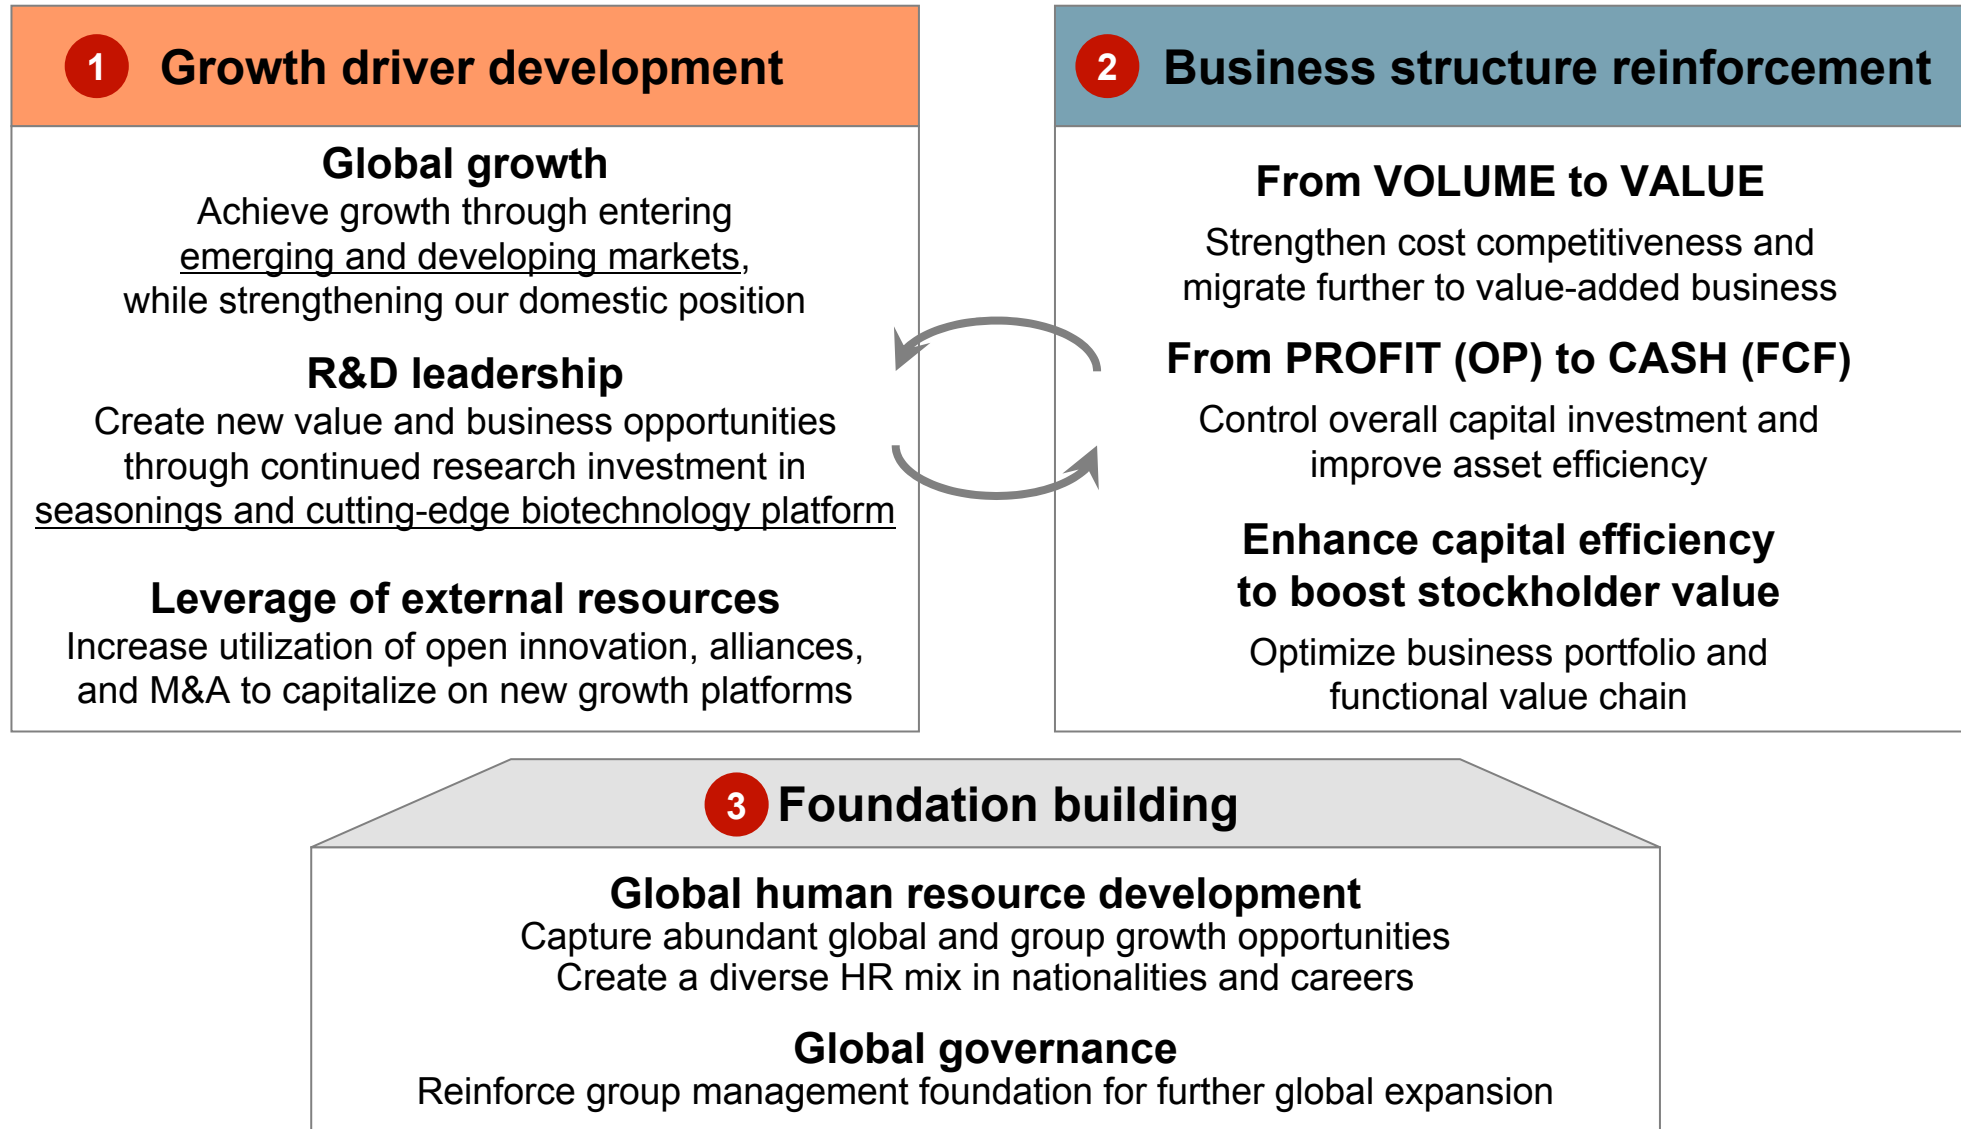 1 Growth driver development
Global growth
Achieve growth through entering
emerging and developing markets,
while strengthening our domestic position
R&D leadership
Create new value and business opportunities
through continued research investment in
seasonings and cutting-edge biotechnology platform
Leverage of external resources
Increase utilization of open innovation, alliances,
and M&A to capitalize on new growth platforms
2 Business structure reinforcement
From VOLUME to VALUE
Strengthen cost competitiveness and
migrate further to value-added business
From PROFIT (OP) to CASH (FCF)
Control overall capital investment and
improve asset efficiency
Enhance capital efficiency
to boost stockholder value
Optimize business portfolio and
functional value chain
3 Foundation building
Global human resource development
Capture abundant global and group growth opportunities
Create a diverse HR mix in nationalities and careers
Global governance
Reinforce group management foundation for further global expansion